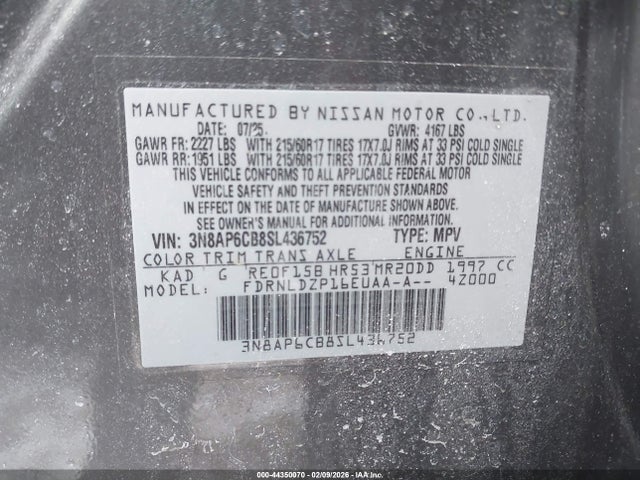 MANUFACTURED BY NISSAN MOTOR CO.,LTD.
DATE: 07/25. GVWR: 4167 LBS
GAWR FR: 2227 LBS WITH 215/60R17 TIRES 17X7.0J RIMS AT 33 PSI COLD SINGLE
GAWR RR: 1951 LBS WITH 215/60R17 TIRES 17X7.0J RIMS AT 33 PSI COLD SINGLE
THIS VEHICLE CONFORMS TO ALL APPLICABLE FEDERAL MOTOR
VEHICLE SAFETY AND THEFT PREVENTION STANDARDS
IN EFFECT ON THE DATE OF MANUFACTURE SHOWN ABOVE.
SEE OWNER'S MANUAL FOR ADDITIONAL INFORMATION.
VIN: 3N8AP6CB8SL436752 TYPE: MPV
COLOR TRIM TRANS AXLE ENGINE
KAD G RE0F15B HR53 MR20DD 1997 CC
MODEL: FDRNLDZP16EUAA-A-- 4Z000
3N8AP6CB8SL436752
000-44350070 | 02/09/2026 - IAAI.COM